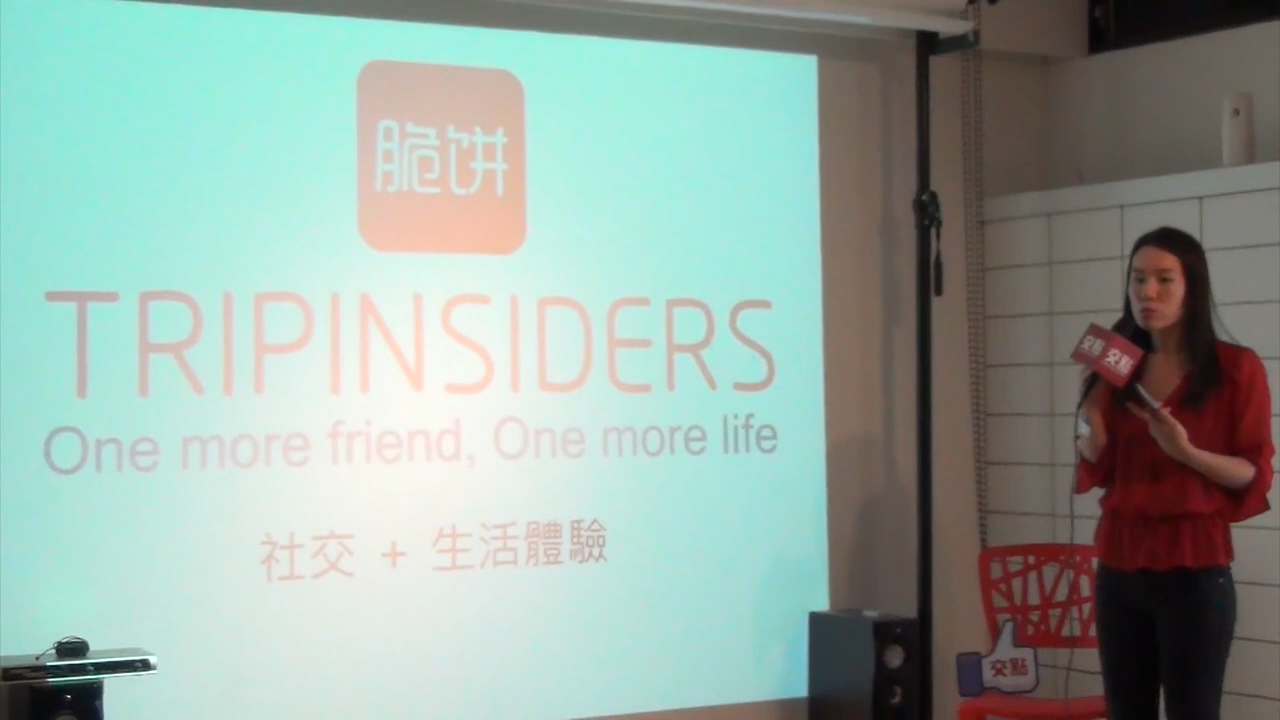 脆饼
TRIPINSIDERS
One more friend, One more life
社交 + 生活體驗
交點 交點
交點